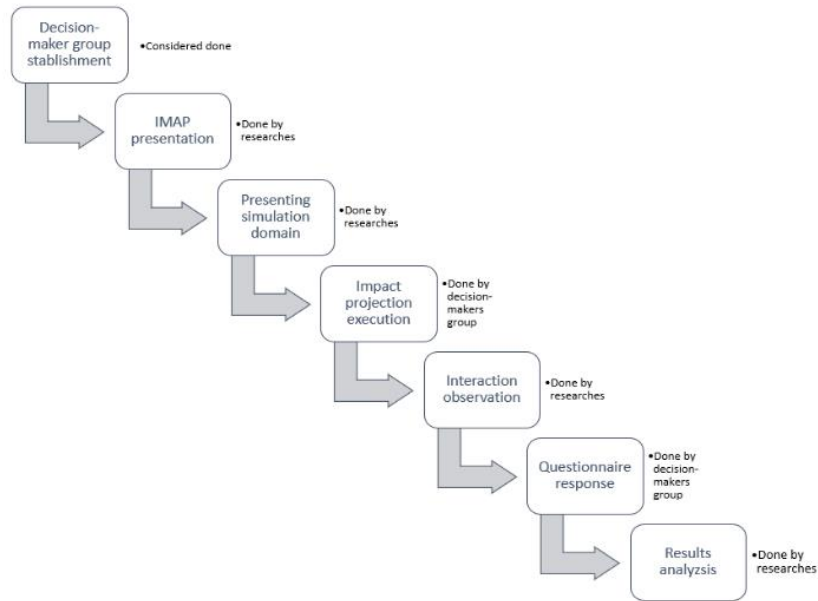 Decision-
maker group
stablishment
•Considered done
IMAP
presentation
•Done by
researches
Presenting
simulation
domain
•Done by
researches
Impact
projection
execution
•Done by
decision-
makers
group
Interaction
observation
•Done by
researches
Questionnaire
response
•Done by
decision-
makers
group
Results
analyzsis
•Done by
researches